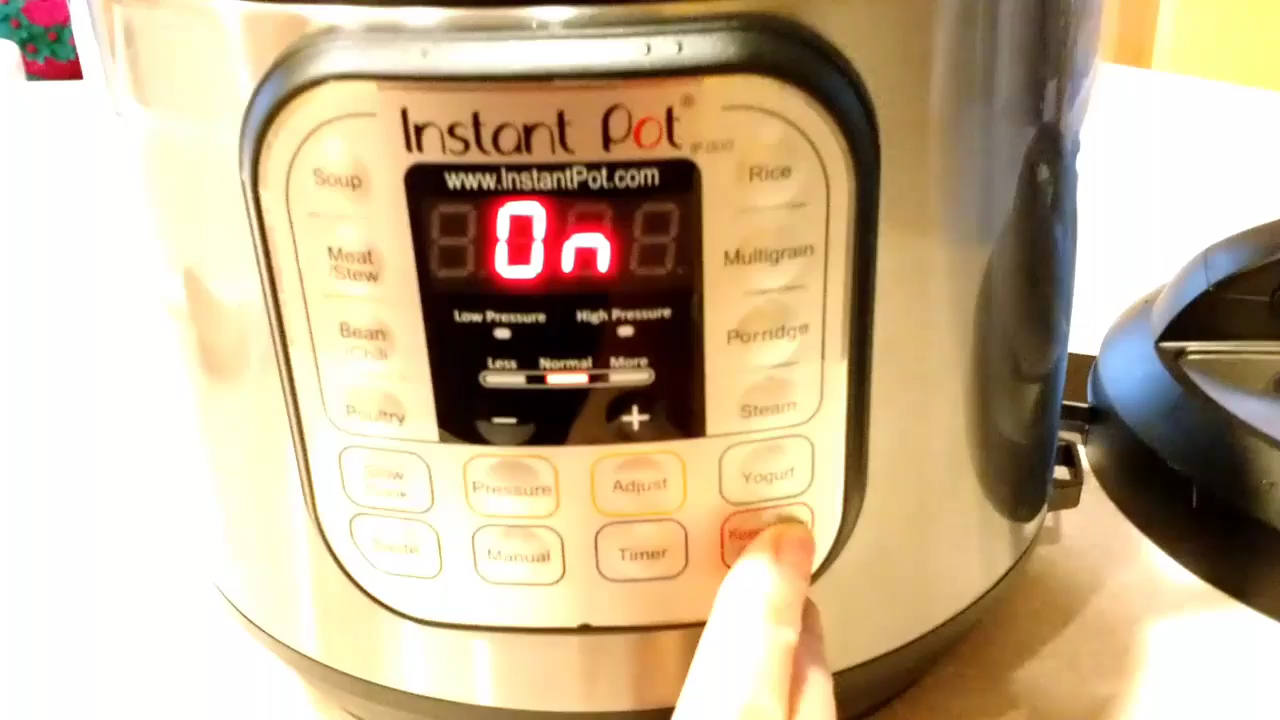 Instant Pot®
www.InstantPot.com
On
Soup
Meat
/Stew
Bean
Poultry
Low Pressure
High Pressure
Less
Normal
More
−
+
Rice
Multigrain
Porridge
Steam
Slow
Pressure
Adjust
Yogurt
Manual
Timer